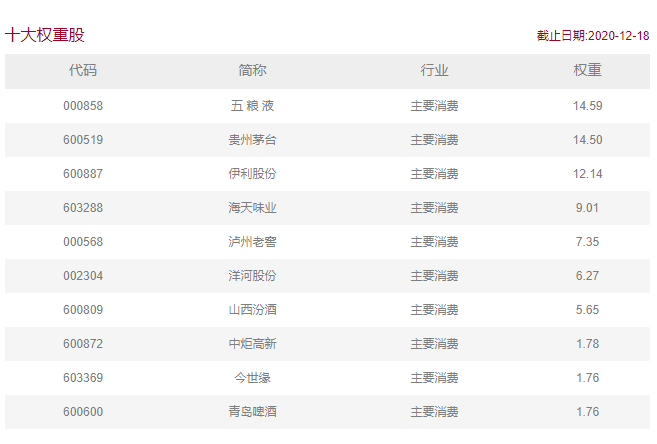 十大权重股 截止日期:2020-12-18
代码 简称 行业 权重
000858 五 粮 液 主要消费 14.59
600519 贵州茅台 主要消费 14.50
600887 伊利股份 主要消费 12.14
603288 海天味业 主要消费 9.01
000568 泸州老窖 主要消费 7.35
002304 洋河股份 主要消费 6.27
600809 山西汾酒 主要消费 5.65
600872 中炬高新 主要消费 1.78
603369 今世缘 主要消费 1.76
600600 青岛啤酒 主要消费 1.76